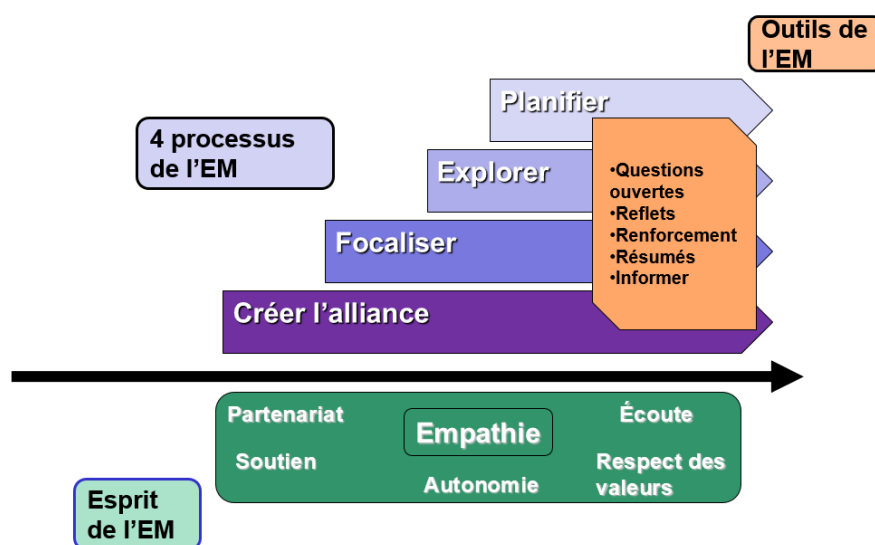 Outils de
l'EM
Planifier
4 processus
de l'EM
Explorer
•Questions
ouvertes
•Reflets
•Renforcement
•Résumés
•Informer
Focaliser
Créer l'alliance
Partenariat
Empathie
Écoute
Soutien
Autonomie
Respect des
valeurs
Esprit
de l'EM